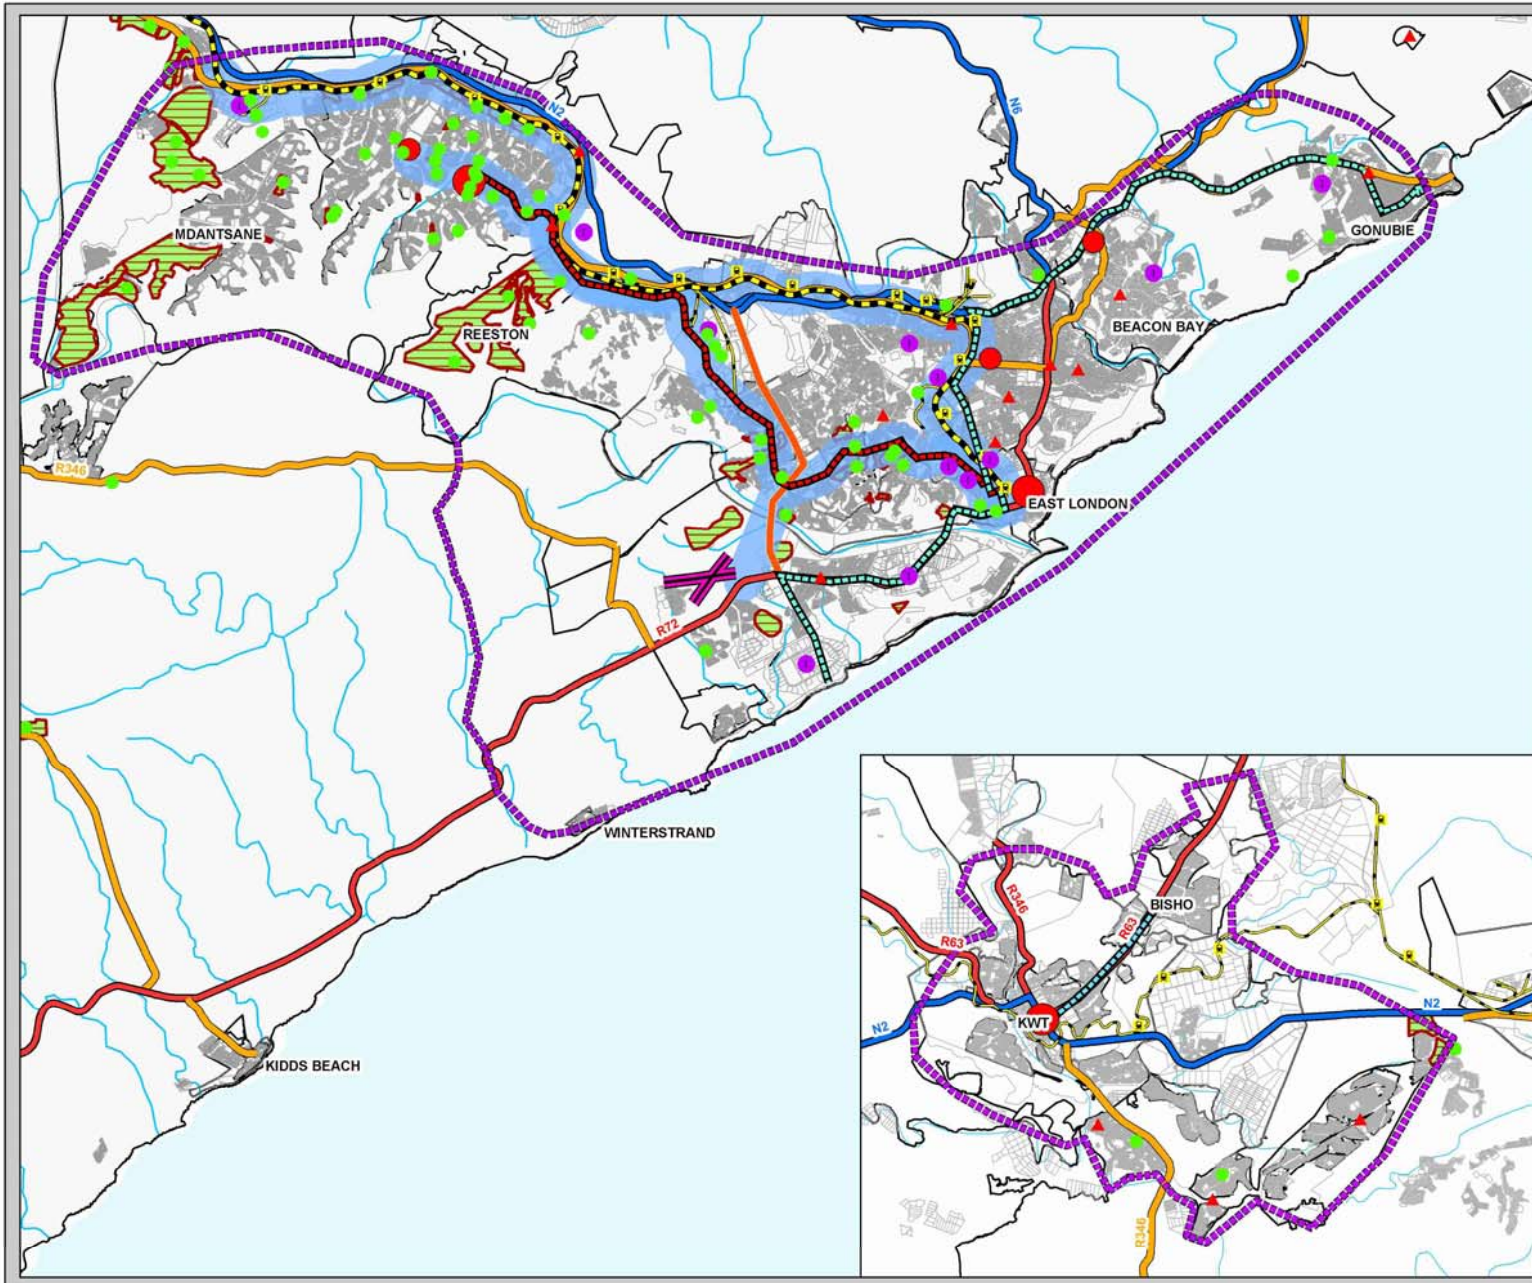 N2
N6
MDANTSANE
GONUBIE
REESTON
BEACON BAY
R346
EAST LONDON
R72
WINTERSTRAND
KIDDS BEACH
R346
BISHO
R63
R63
N2
KWT
N2
R346